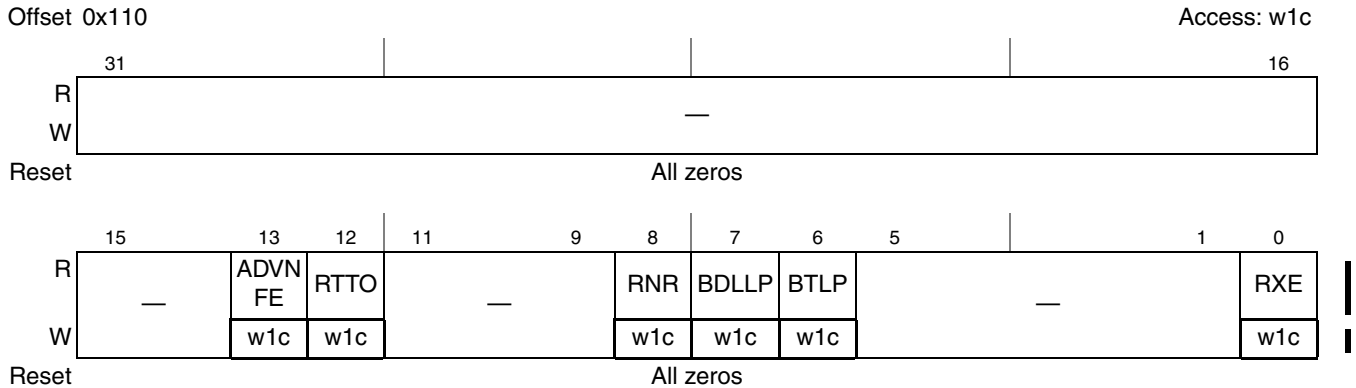 Offset 0x110 Access: w1c
31 16
R
—
W
Reset All zeros
15 13 12 11 9 8 7 6 5 1 0
R — ADVN FE RTTO — RNR BDLLP BTLP — RXE
W w1c w1c w1c w1c w1c w1c
Reset All zeros